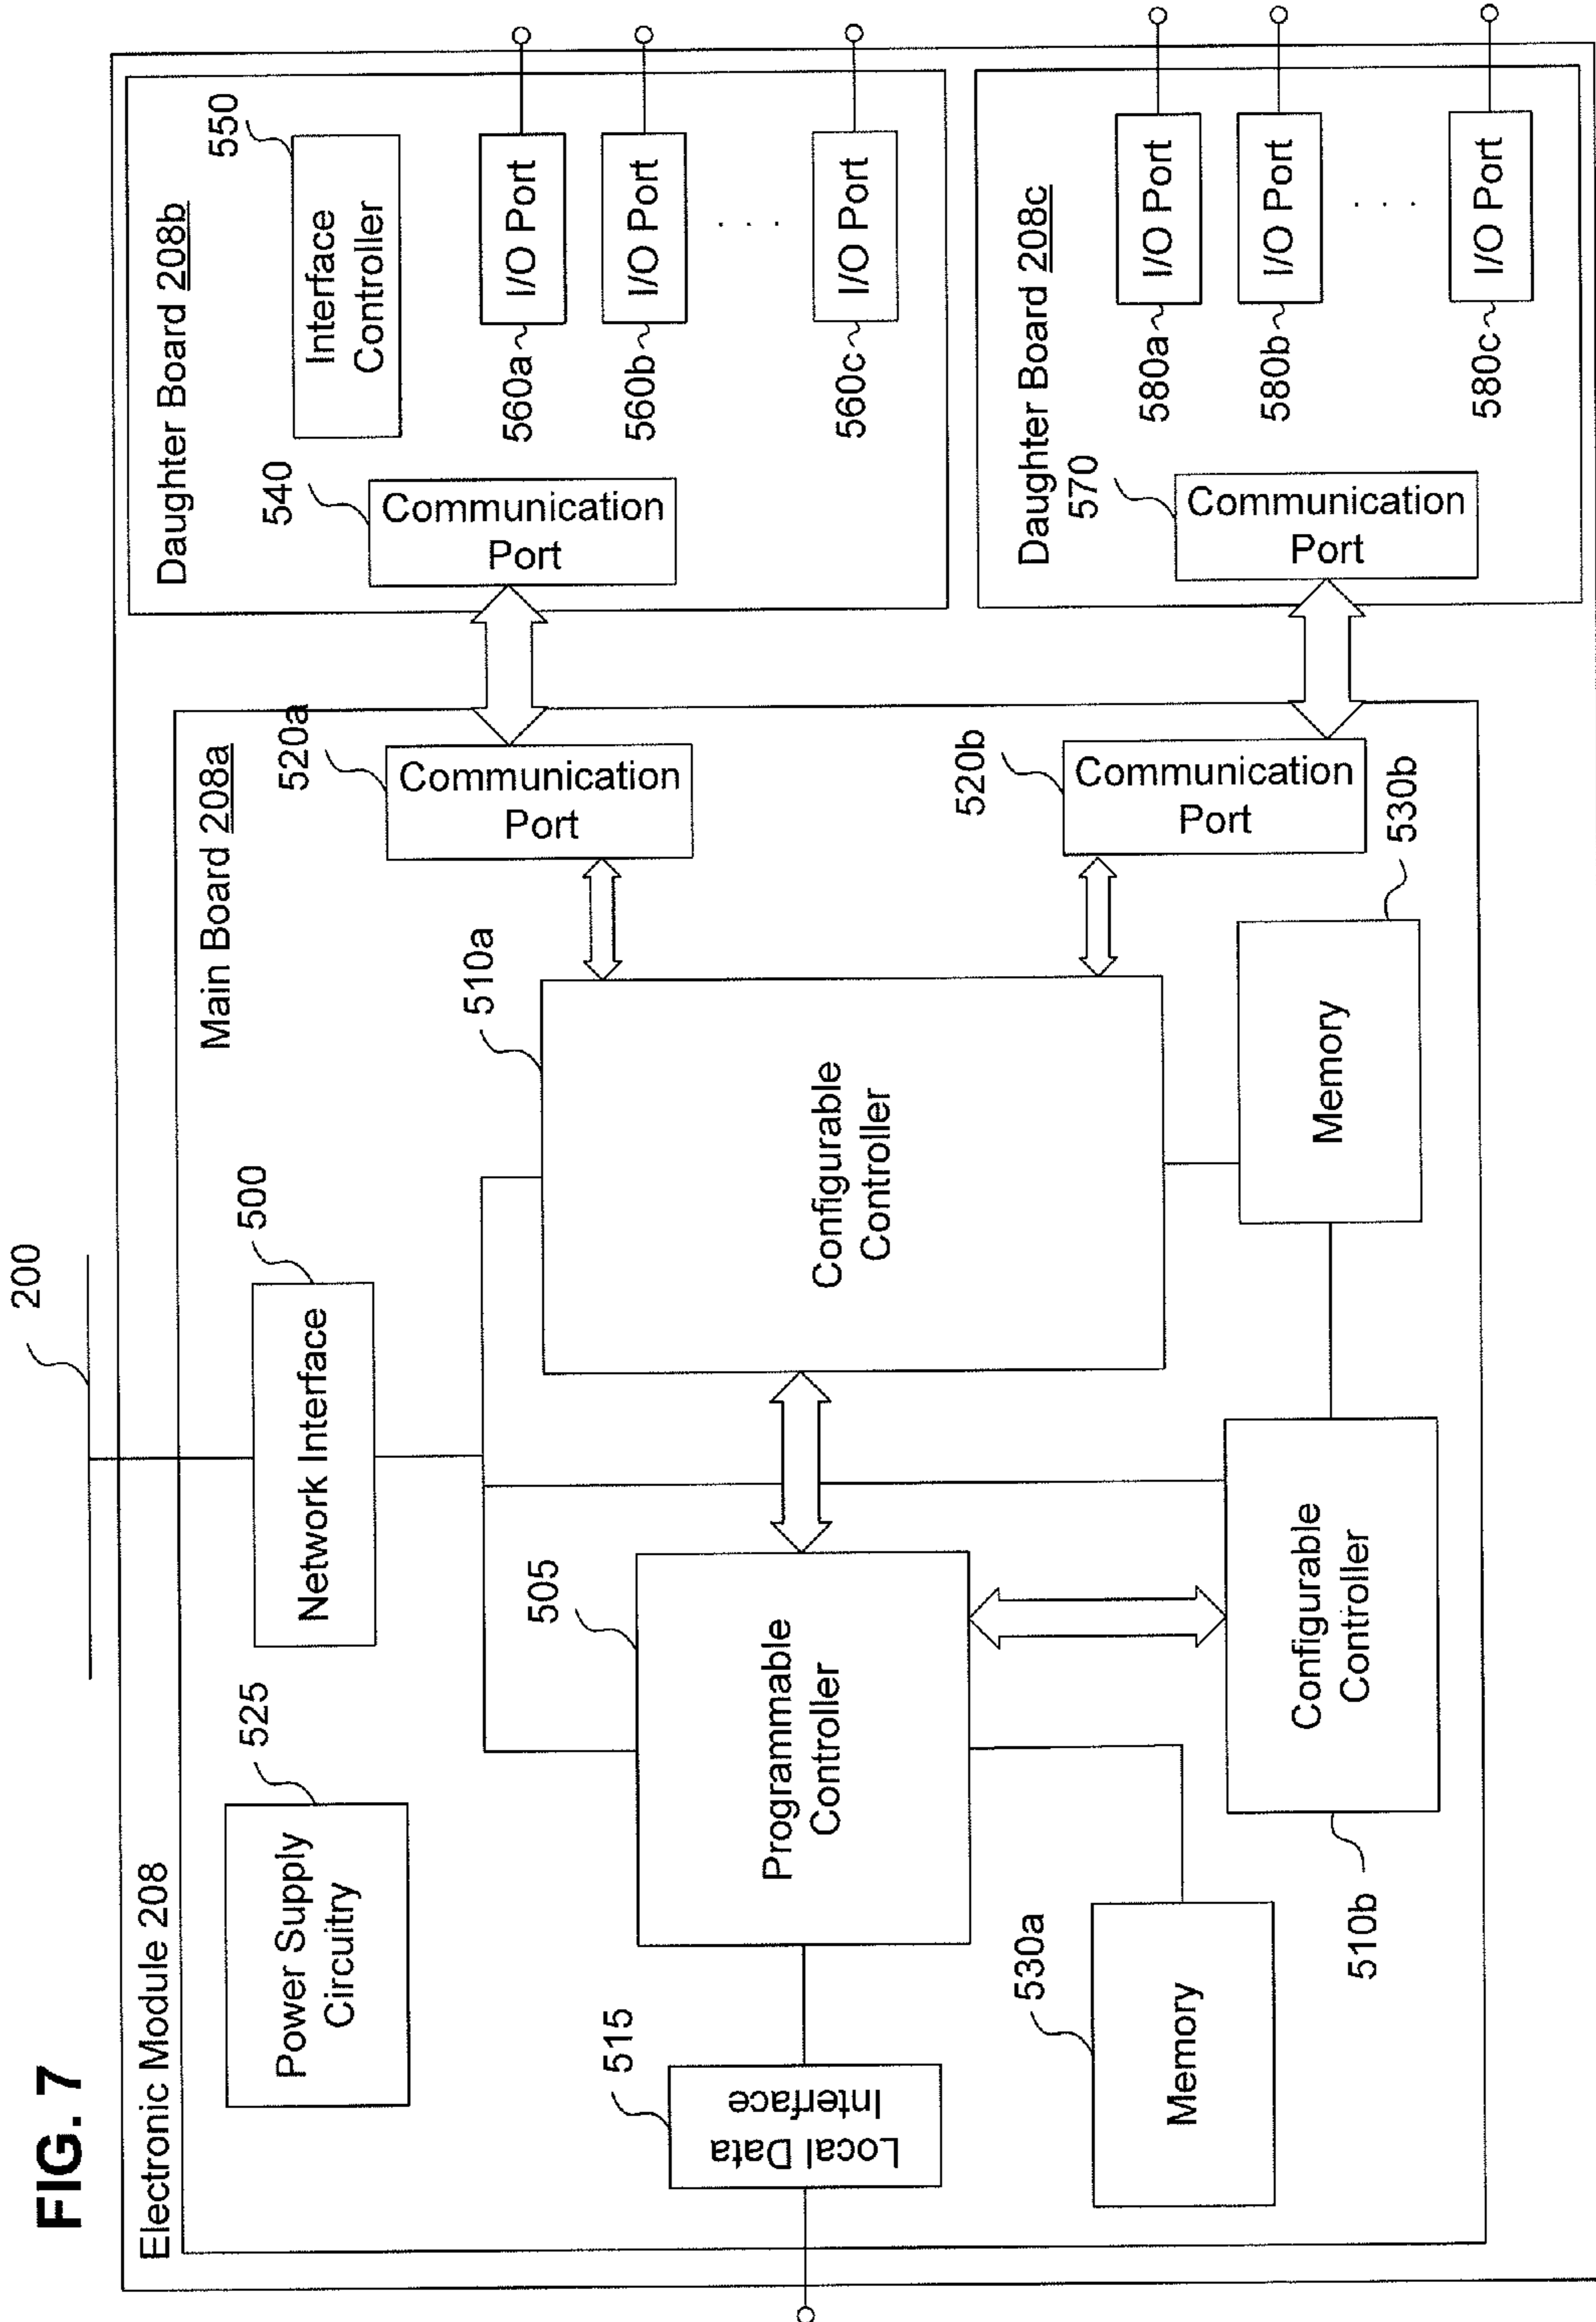 FIG. 7
200
Electronic Module 208
Main Board 208a
Power Supply
Circuitry
525
Network Interface
500
Local Data
Interface
515
Programmable
Controller
505
Configurable
Controller
510a
Memory
530a
Configurable
Controller
510b
Memory
530b
Communication
Port
520a
Communication
Port
520b
Daughter Board 208b
Communication
Port
540
Interface
Controller
550
I/O Port
560a
I/O Port
560b
. . .
I/O Port
560c
Daughter Board 208c
Communication
Port
570
I/O Port
580a
I/O Port
580b
. . .
I/O Port
580c